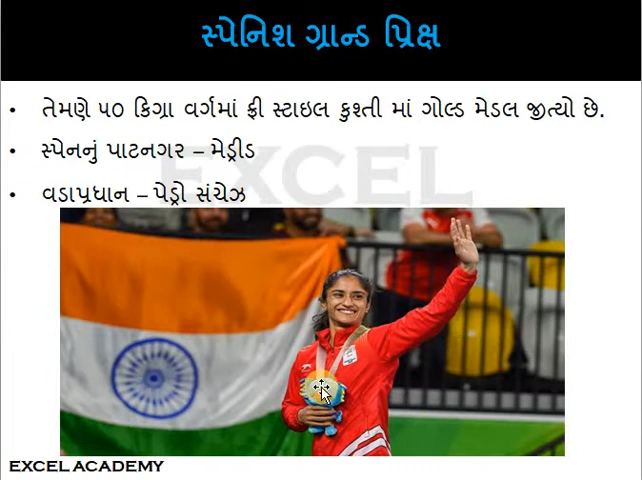 સ્પેનિશ ગ્રાન્ડ પ્રિક્ષ
• તેમણે ૫૦ કિગ્રા વર્ગમાં ફ્રી સ્ટાઇલ કુશ્તી માં ગોલ્ડ મેડલ જીત્યો છે.
• સ્પેનનું પાટનગર – મેડ્રીડ
EXCEL
• વડાપ્રધાન – પેડ્રો સંચેઝ
EXCEL ACADEMY